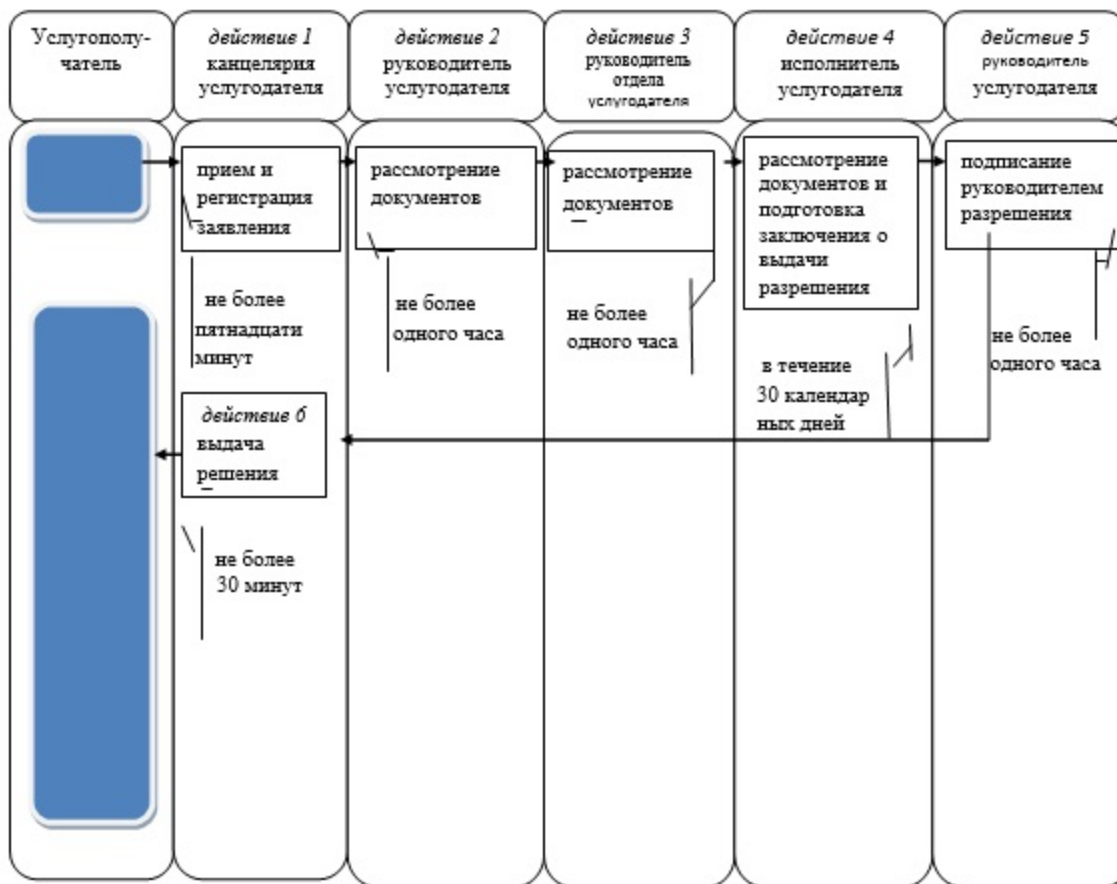 Услугополу-
чатель
действие 1
канцелярия
услугодателя
действие 2
руководитель
услугодателя
действие 3
руководитель
отдела
услугодателя
действие 4
исполнитель
услугодателя
действие 5
руководитель
услугодателя
прием и
регистрация
заявления
рассмотрение
документов
рассмотрение
документов
рассмотрение
документов и
подготовка
заключения о
выдачи
разрешения
подписание
руководителем
разрешения
не более
пятнадцати
минут
не более
одного часа
не более
одного часа
в течение
30 календар
ных дней
не более
одного часа
действие 6
выдача
решения
не более
30 минут